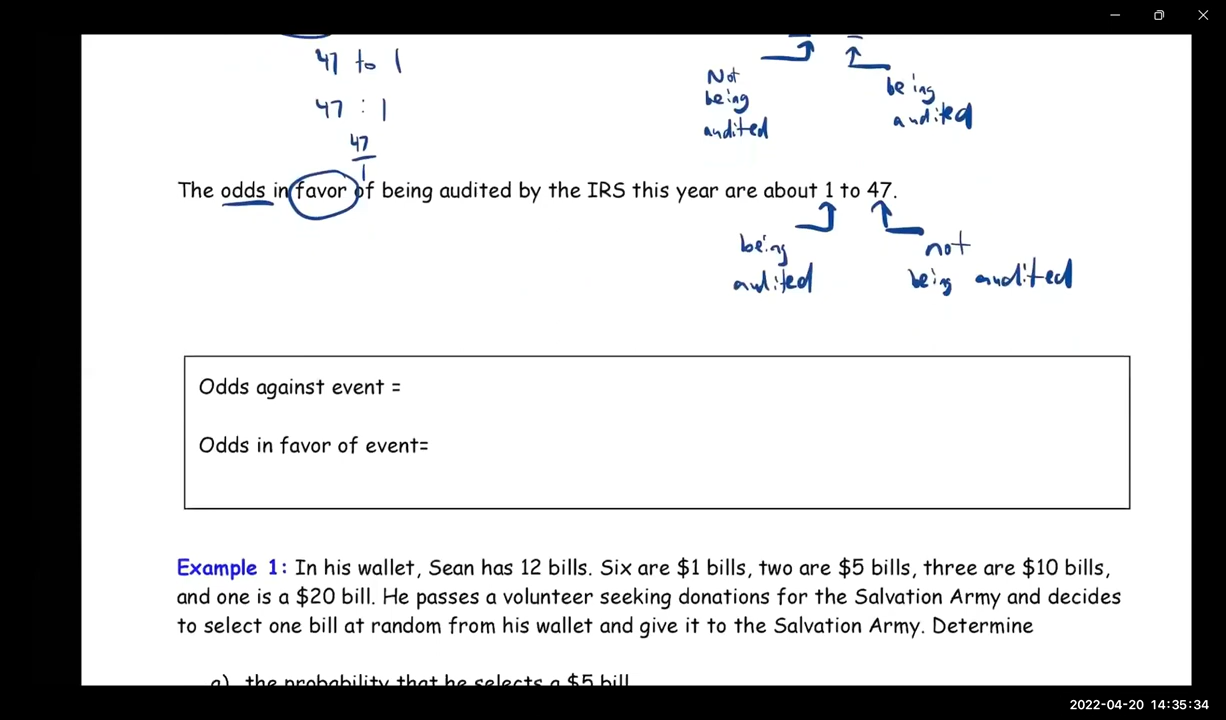 47 to 1
47 : 1
47
1
Not
being
audited
being
audited
The odds in favor of being audited by the IRS this year are about 1 to 47.
being
audited
not
being audited
Odds against event =
Odds in favor of event=
Example 1: In his wallet, Sean has 12 bills. Six are $1 bills, two are $5 bills, three are $10 bills,
and one is a $20 bill. He passes a volunteer seeking donations for the Salvation Army and decides
to select one bill at random from his wallet and give it to the Salvation Army. Determine
a) the probability that he selects a $5 bill
2022-04-20 14:35:34